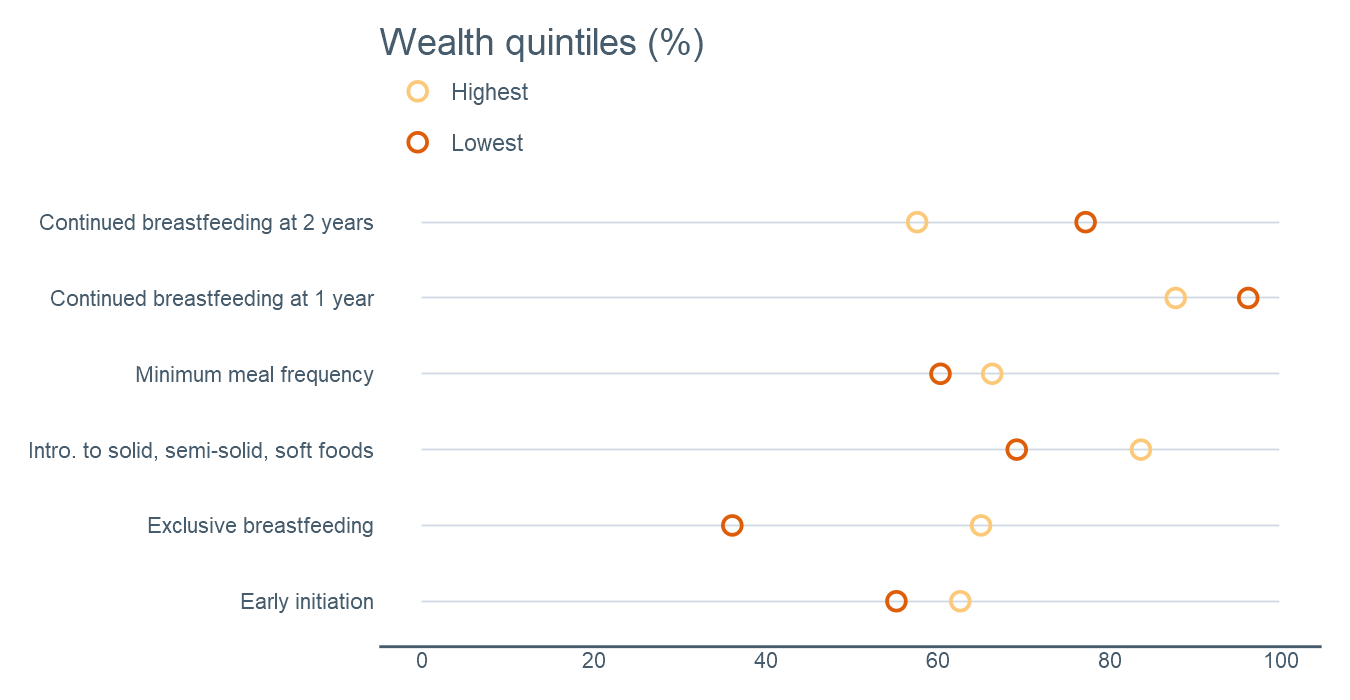 Wealth quintiles (%)
Highest
Lowest
Continued breastfeeding at 2 years
Continued breastfeeding at 1 year
Minimum meal frequency
Intro. to solid, semi-solid, soft foods
Exclusive breastfeeding
Early initiation
0 20 40 60 80 100